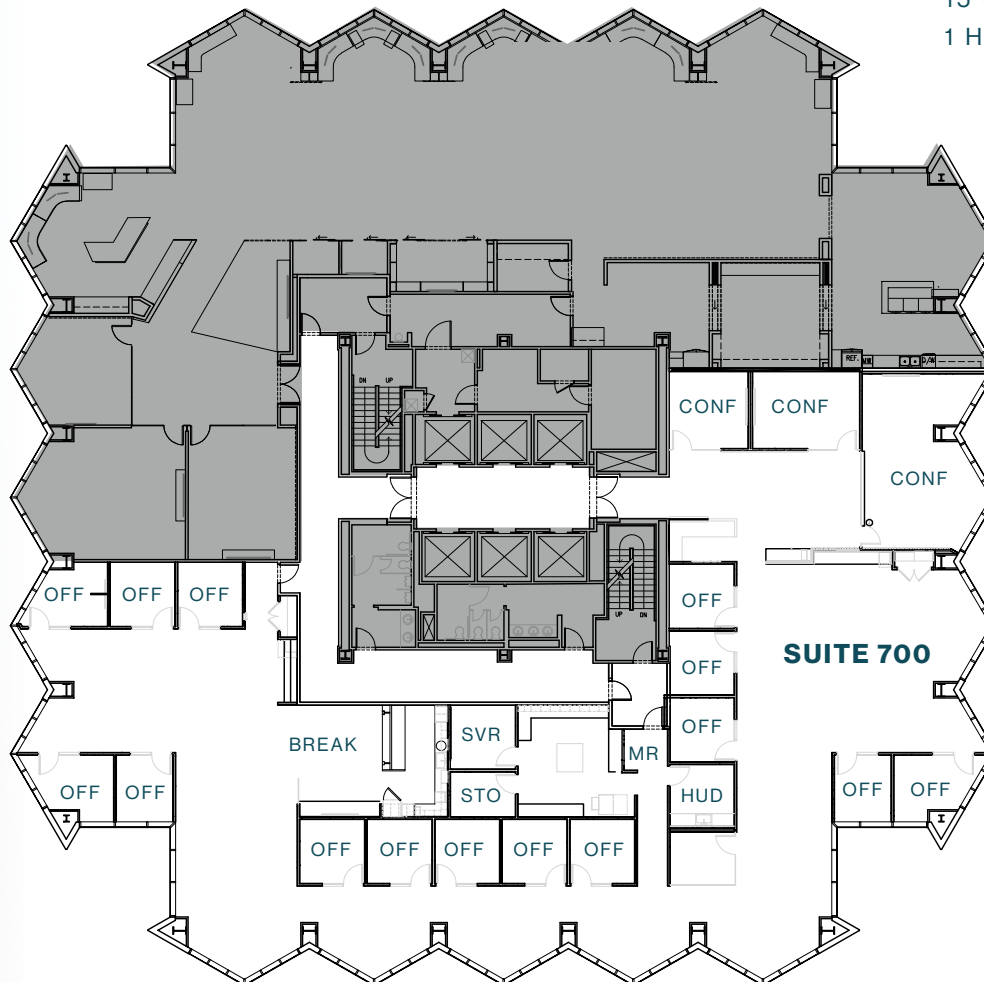 1 H
REF.
D/W
DN UP
CONF CONF
CONF
OFF OFF OFF
OFF
UP DN
OFF
SUITE 700
OFF
BREAK
SVR
MR
OFF OFF
STO
HUD
OFF OFF
OFF OFF OFF OFF OFF